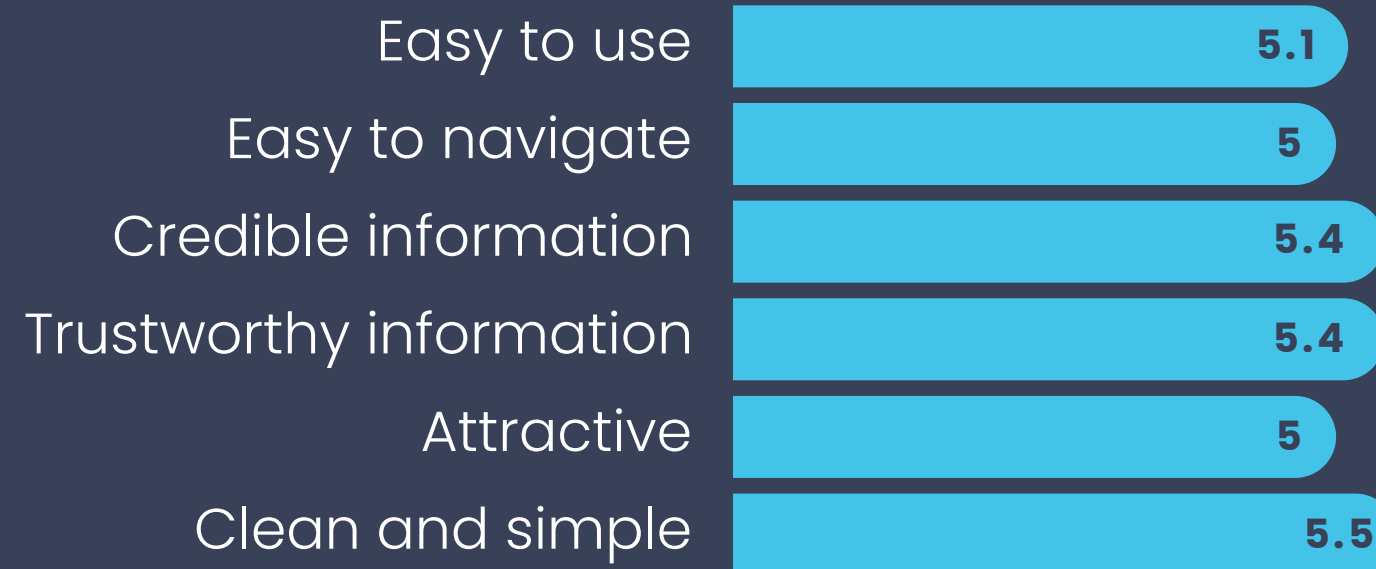 Easy to use 5.1
Easy to navigate 5
Credible information 5.4
Trustworthy information 5.4
Attractive 5
Clean and simple 5.5